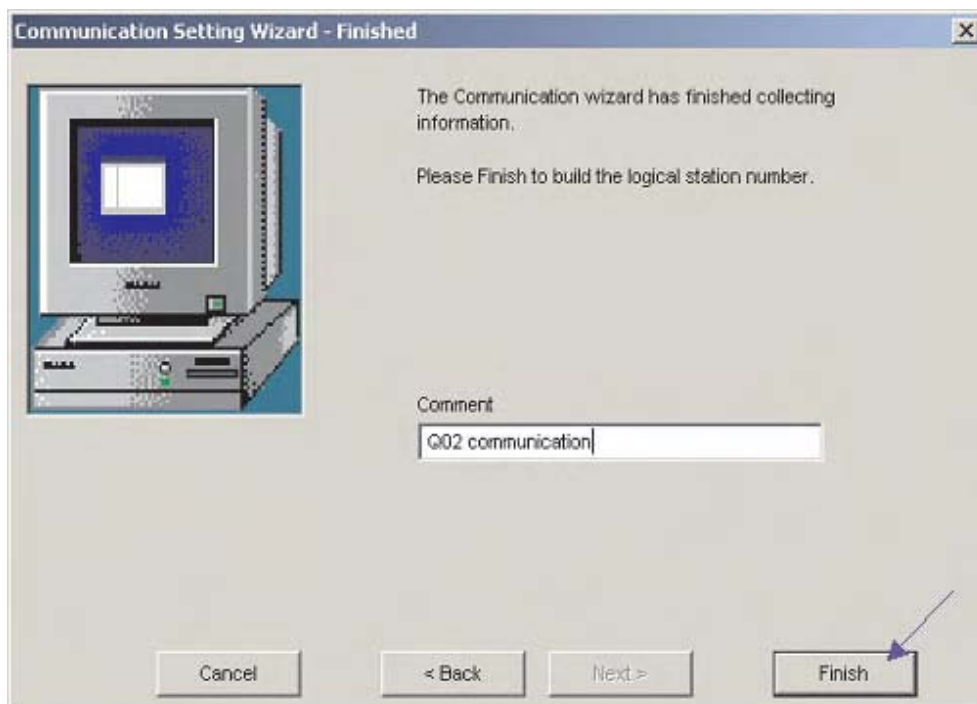 Communication Setting Wizard - Finished
The Communication wizard has finished collecting
information.
Please Finish to build the logical station number.
Comment
Q02 communication
Cancel
< Back
Next >
Finish